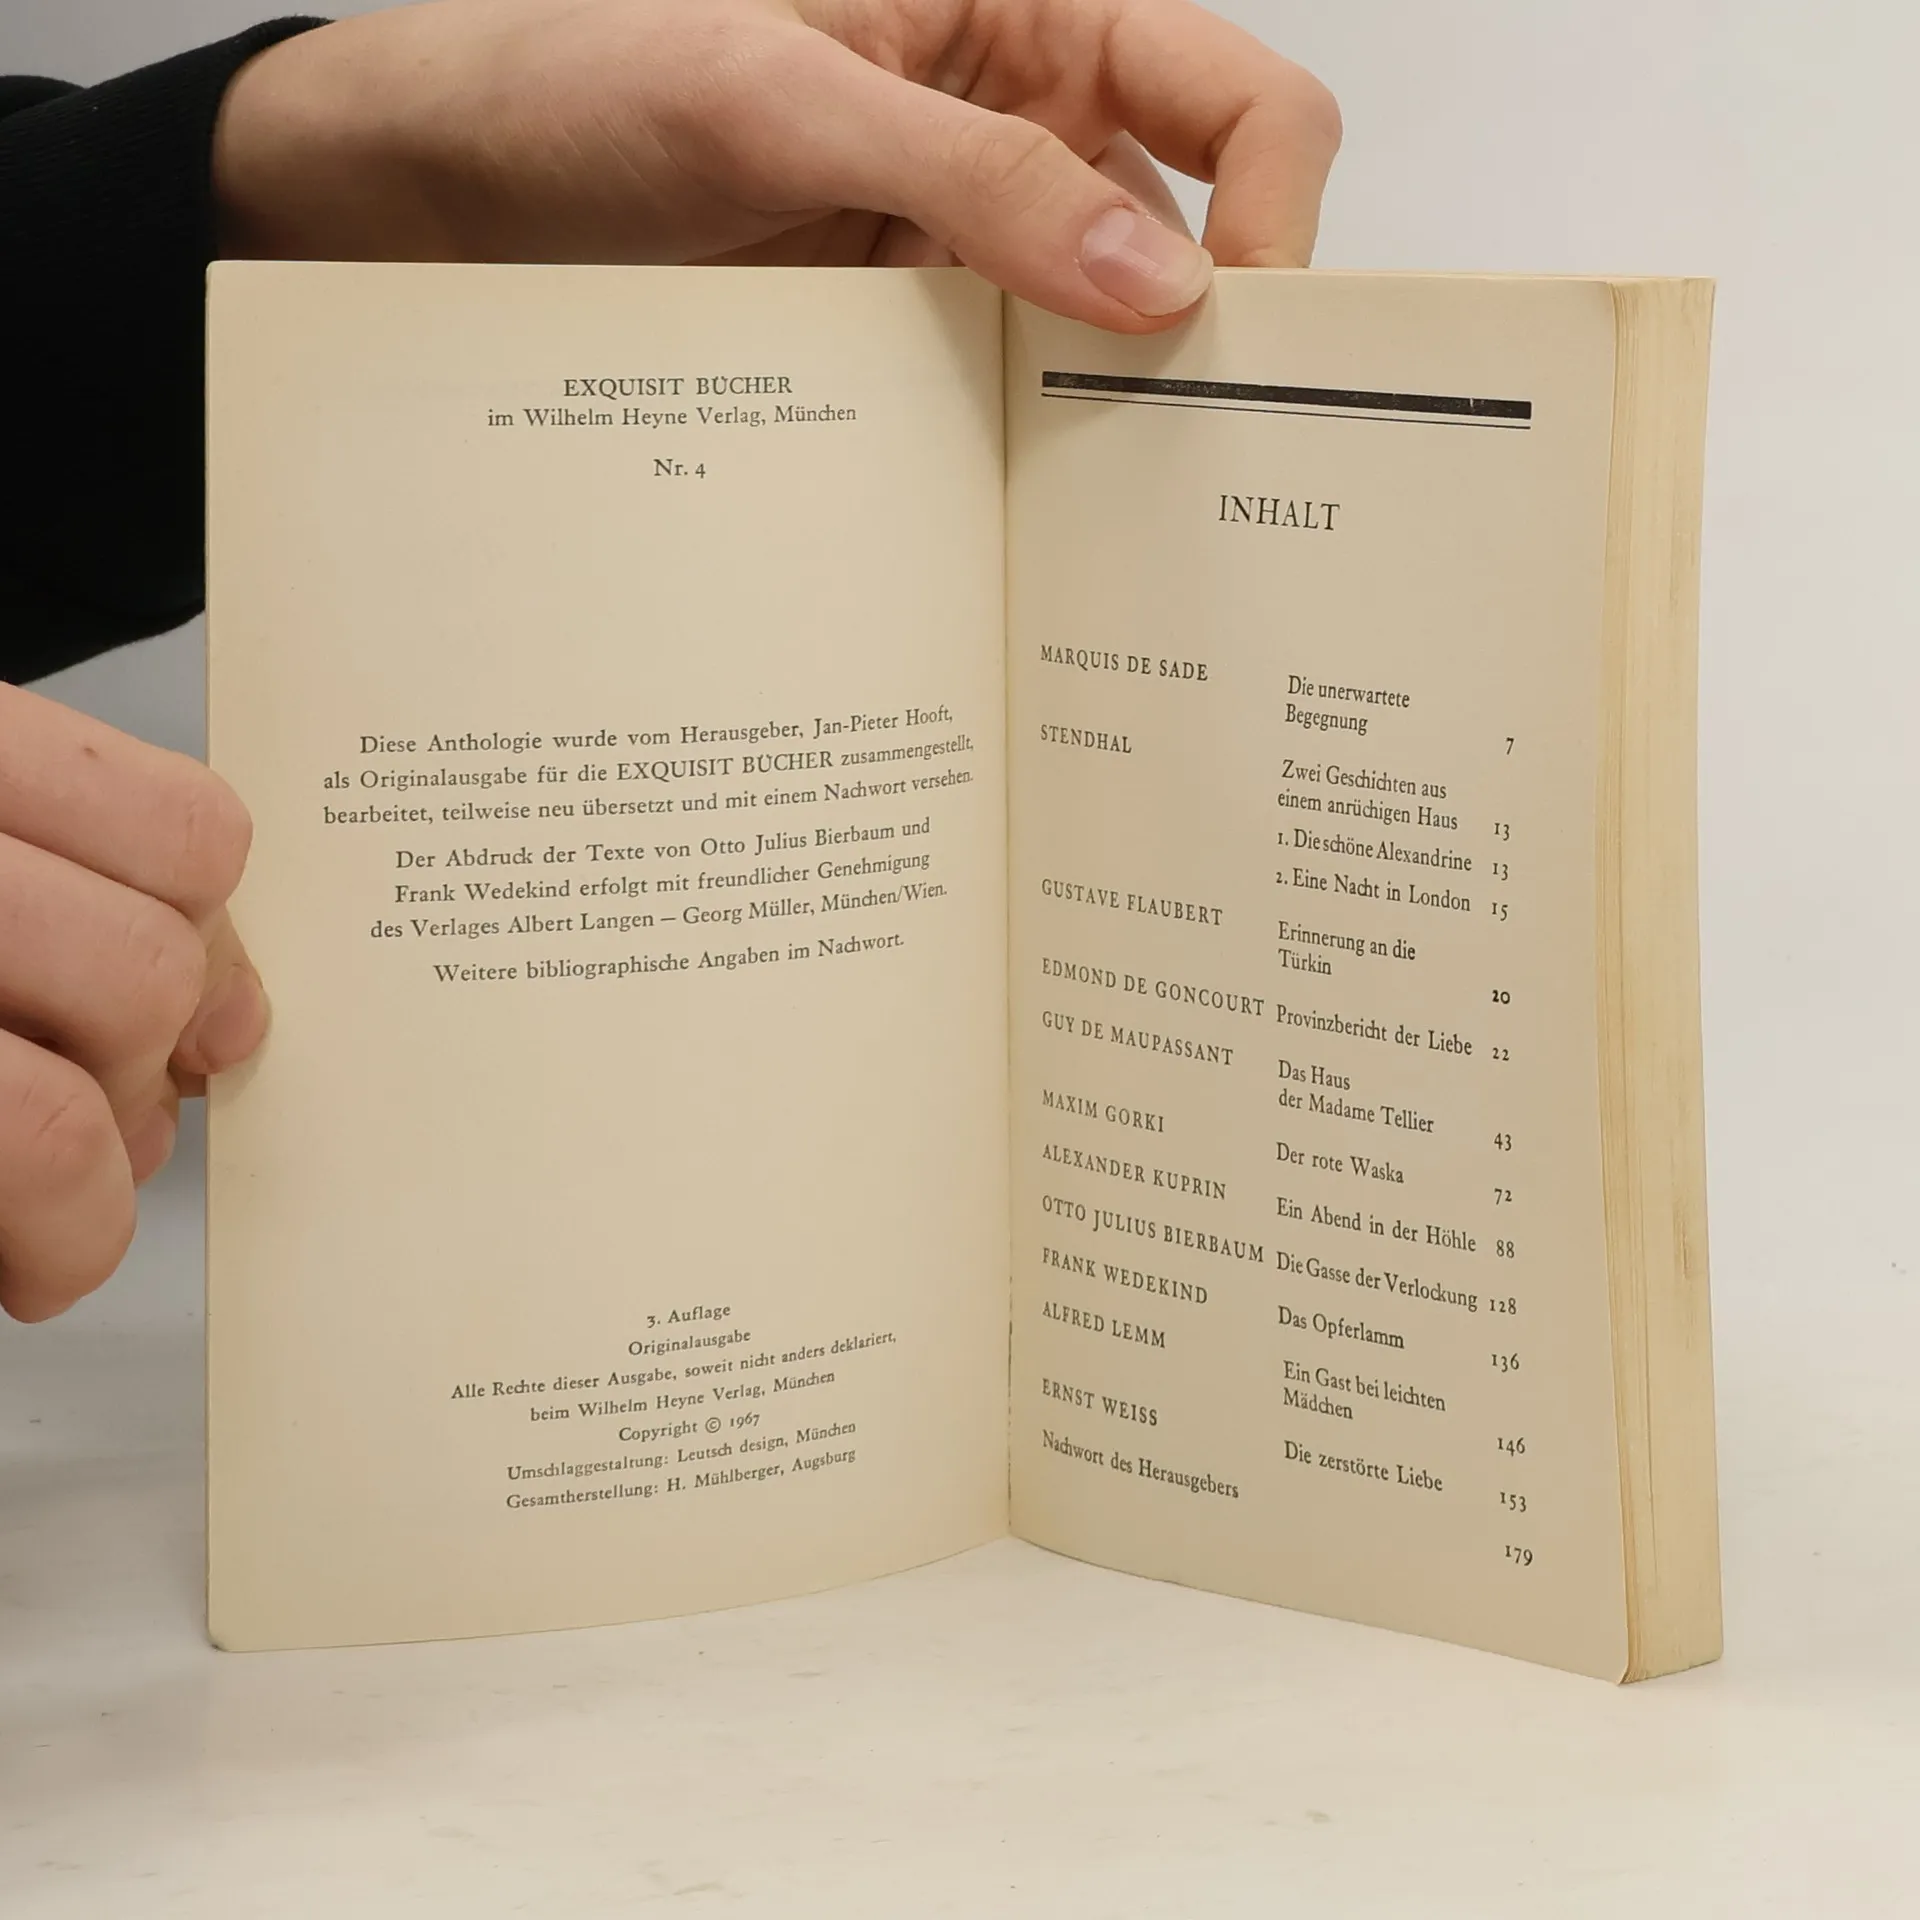 EXQUISIT BÜCHER
im Wilhelm Heyne Verlag, München
Nr. 4
Diese Anthologie wurde vom Herausgeber, Jan-Pieter Hooft,
als Originalausgabe für die EXQUISIT BÜCHER zusammengestellt,
bearbeitet, teilweise neu übersetzt und mit einem Nachwort versehen.
Der Abdruck der Texte von Otto Julius Bierbaum und
Frank Wedekind erfolgt mit freundlicher Genehmigung
des Verlages Albert Langen – Georg Müller, München/Wien.
Weitere bibliographische Angaben im Nachwort.
3. Auflage
Originalausgabe
Alle Rechte dieser Ausgabe, soweit nicht anders deklariert,
beim Wilhelm Heyne Verlag, München
Copyright © 1967
Umschlaggestaltung: Leutsch design, München
Gesamtherstellung: H. Mühlberger, Augsburg
INHALT
MARQUIS DE SADE Die unerwartete
Begegnung 7
STENDHAL Zwei Geschichten aus
einem anrüchigen Haus 13
1. Die schöne Alexandrine 13
2. Eine Nacht in London 15
GUSTAVE FLAUBERT Erinnerung an die
Türkin 20
EDMOND DE GONCOURT Provinzbericht der Liebe 22
GUY DE MAUPASSANT Das Haus
der Madame Tellier 43
MAXIM GORKI Der rote Waska 72
ALEXANDER KUPRIN Ein Abend in der Höhle 88
OTTO JULIUS BIERBAUM Die Gasse der Verlockung 128
FRANK WEDEKIND Das Opferlamm 136
ALFRED LEMM Ein Gast bei leichten
Mädchen 146
ERNST WEISS Die zerstörte Liebe 153
Nachwort des Herausgebers 179